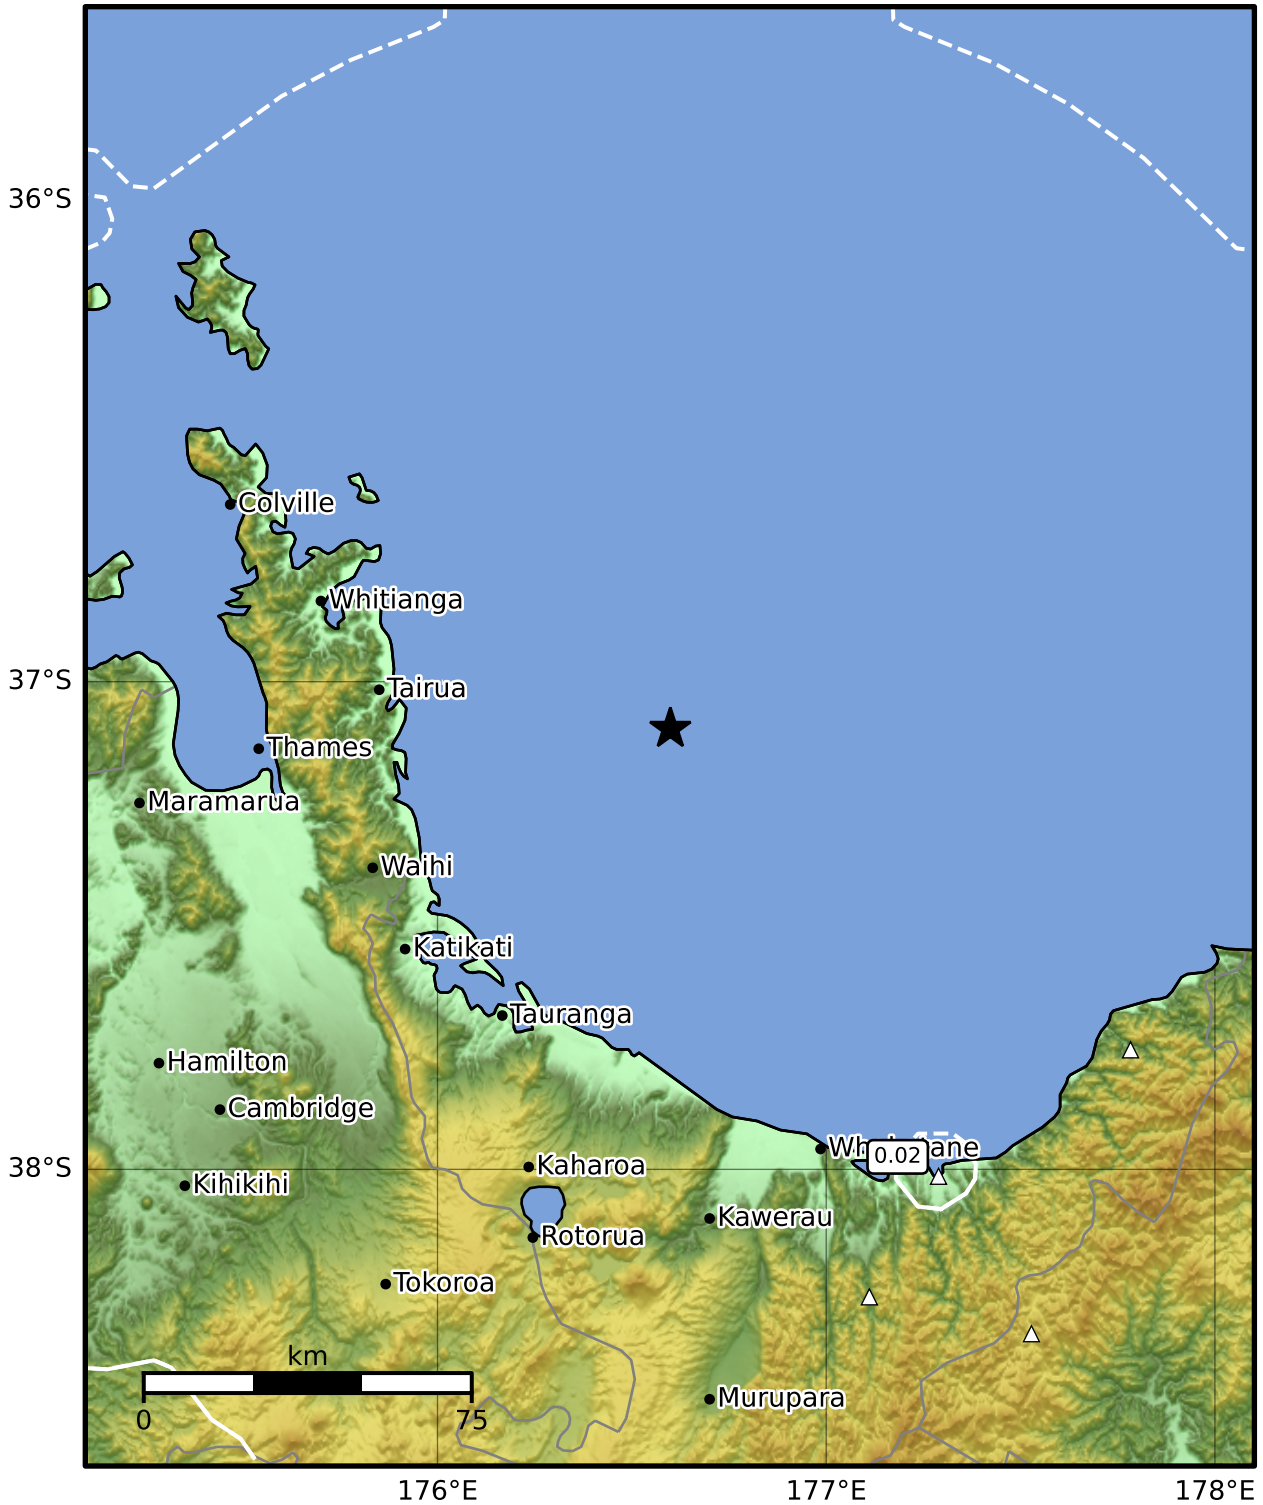 36°S
Colville
Whitianga
37°S
Tairua
Thames
Maramarua
Waihi
Katikati
Tauranga
Hamilton
Cambridge
38°S
Kaharoa
0.02
Kihikihi
Kawerau
Rotorua
Tokoroa
km
0
75
Murupara
176°E
177°E
178°E